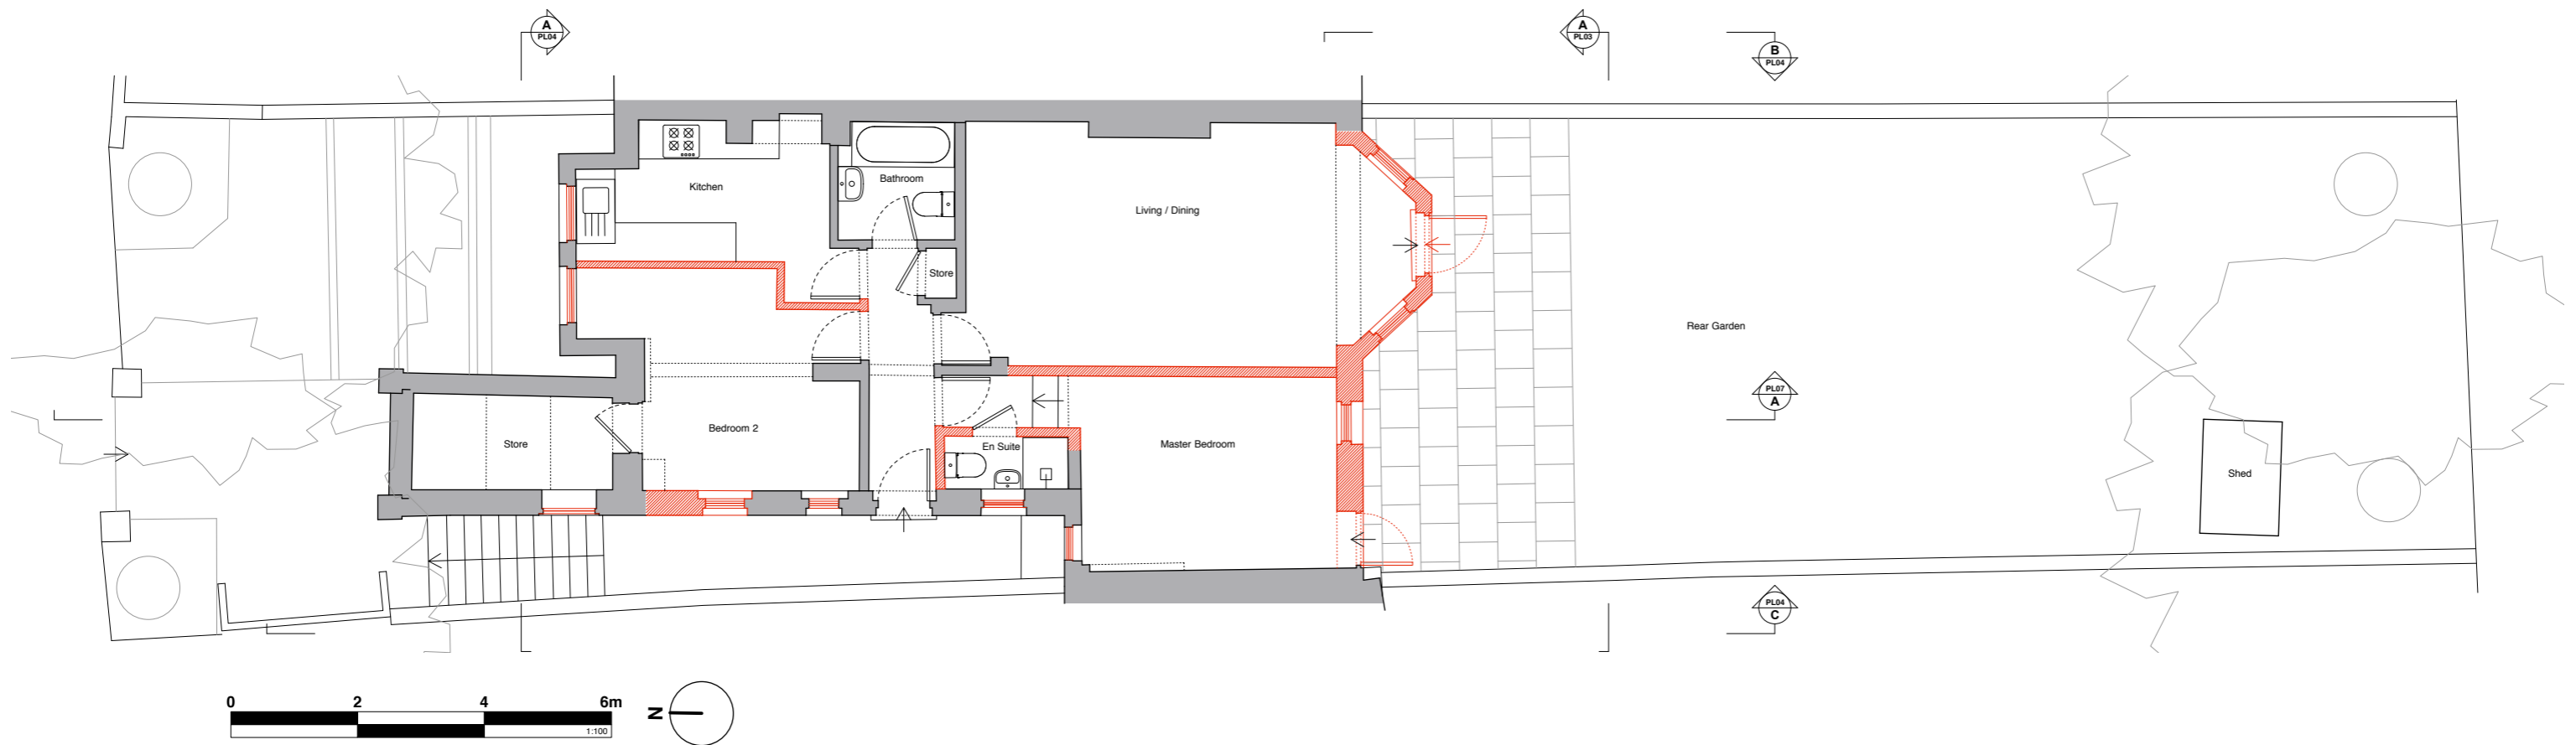 A
PL04
A
PL03
B
PL04
Kitchen
Bathroom
Living / Dining
Store
Rear Garden
PL07
A
Bedroom 2
Store
En Suite
Master Bedroom
Shed
PL04
C
0 2 4 6m
1:100
N